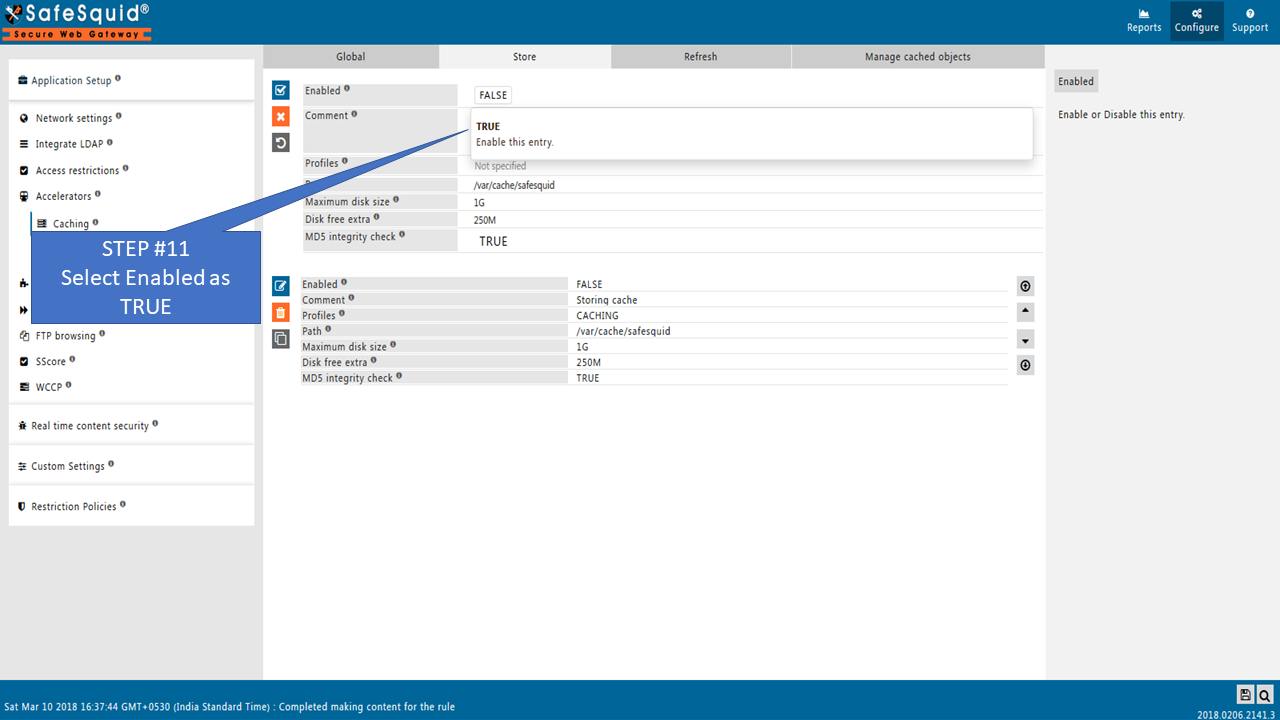 SafeSquid®
Secure Web Gateway
Reports
Configure
Support
Application Setup
Network settings
Integrate LDAP
Access restrictions
Accelerators
Caching
STEP #11
Select Enabled as
TRUE
FTP browsing
SScore
WCCP
Real time content security
Custom Settings
Restriction Policies
Global
Store
Refresh
Manage cached objects
Enabled
FALSE
Comment
TRUE
Enable this entry.
Profiles
Not specified
/var/cache/safesquid
Maximum disk size
1G
Disk free extra
250M
MD5 integrity check
TRUE
Enabled
FALSE
Comment
Storing cache
Profiles
CACHING
Path
/var/cache/safesquid
Maximum disk size
1G
Disk free extra
250M
MD5 integrity check
TRUE
Enabled
Enable or Disable this entry.
Sat Mar 10 2018 16:37:44 GMT+0530 (India Standard Time) : Completed making content for the rule
2018.0206.2141.3